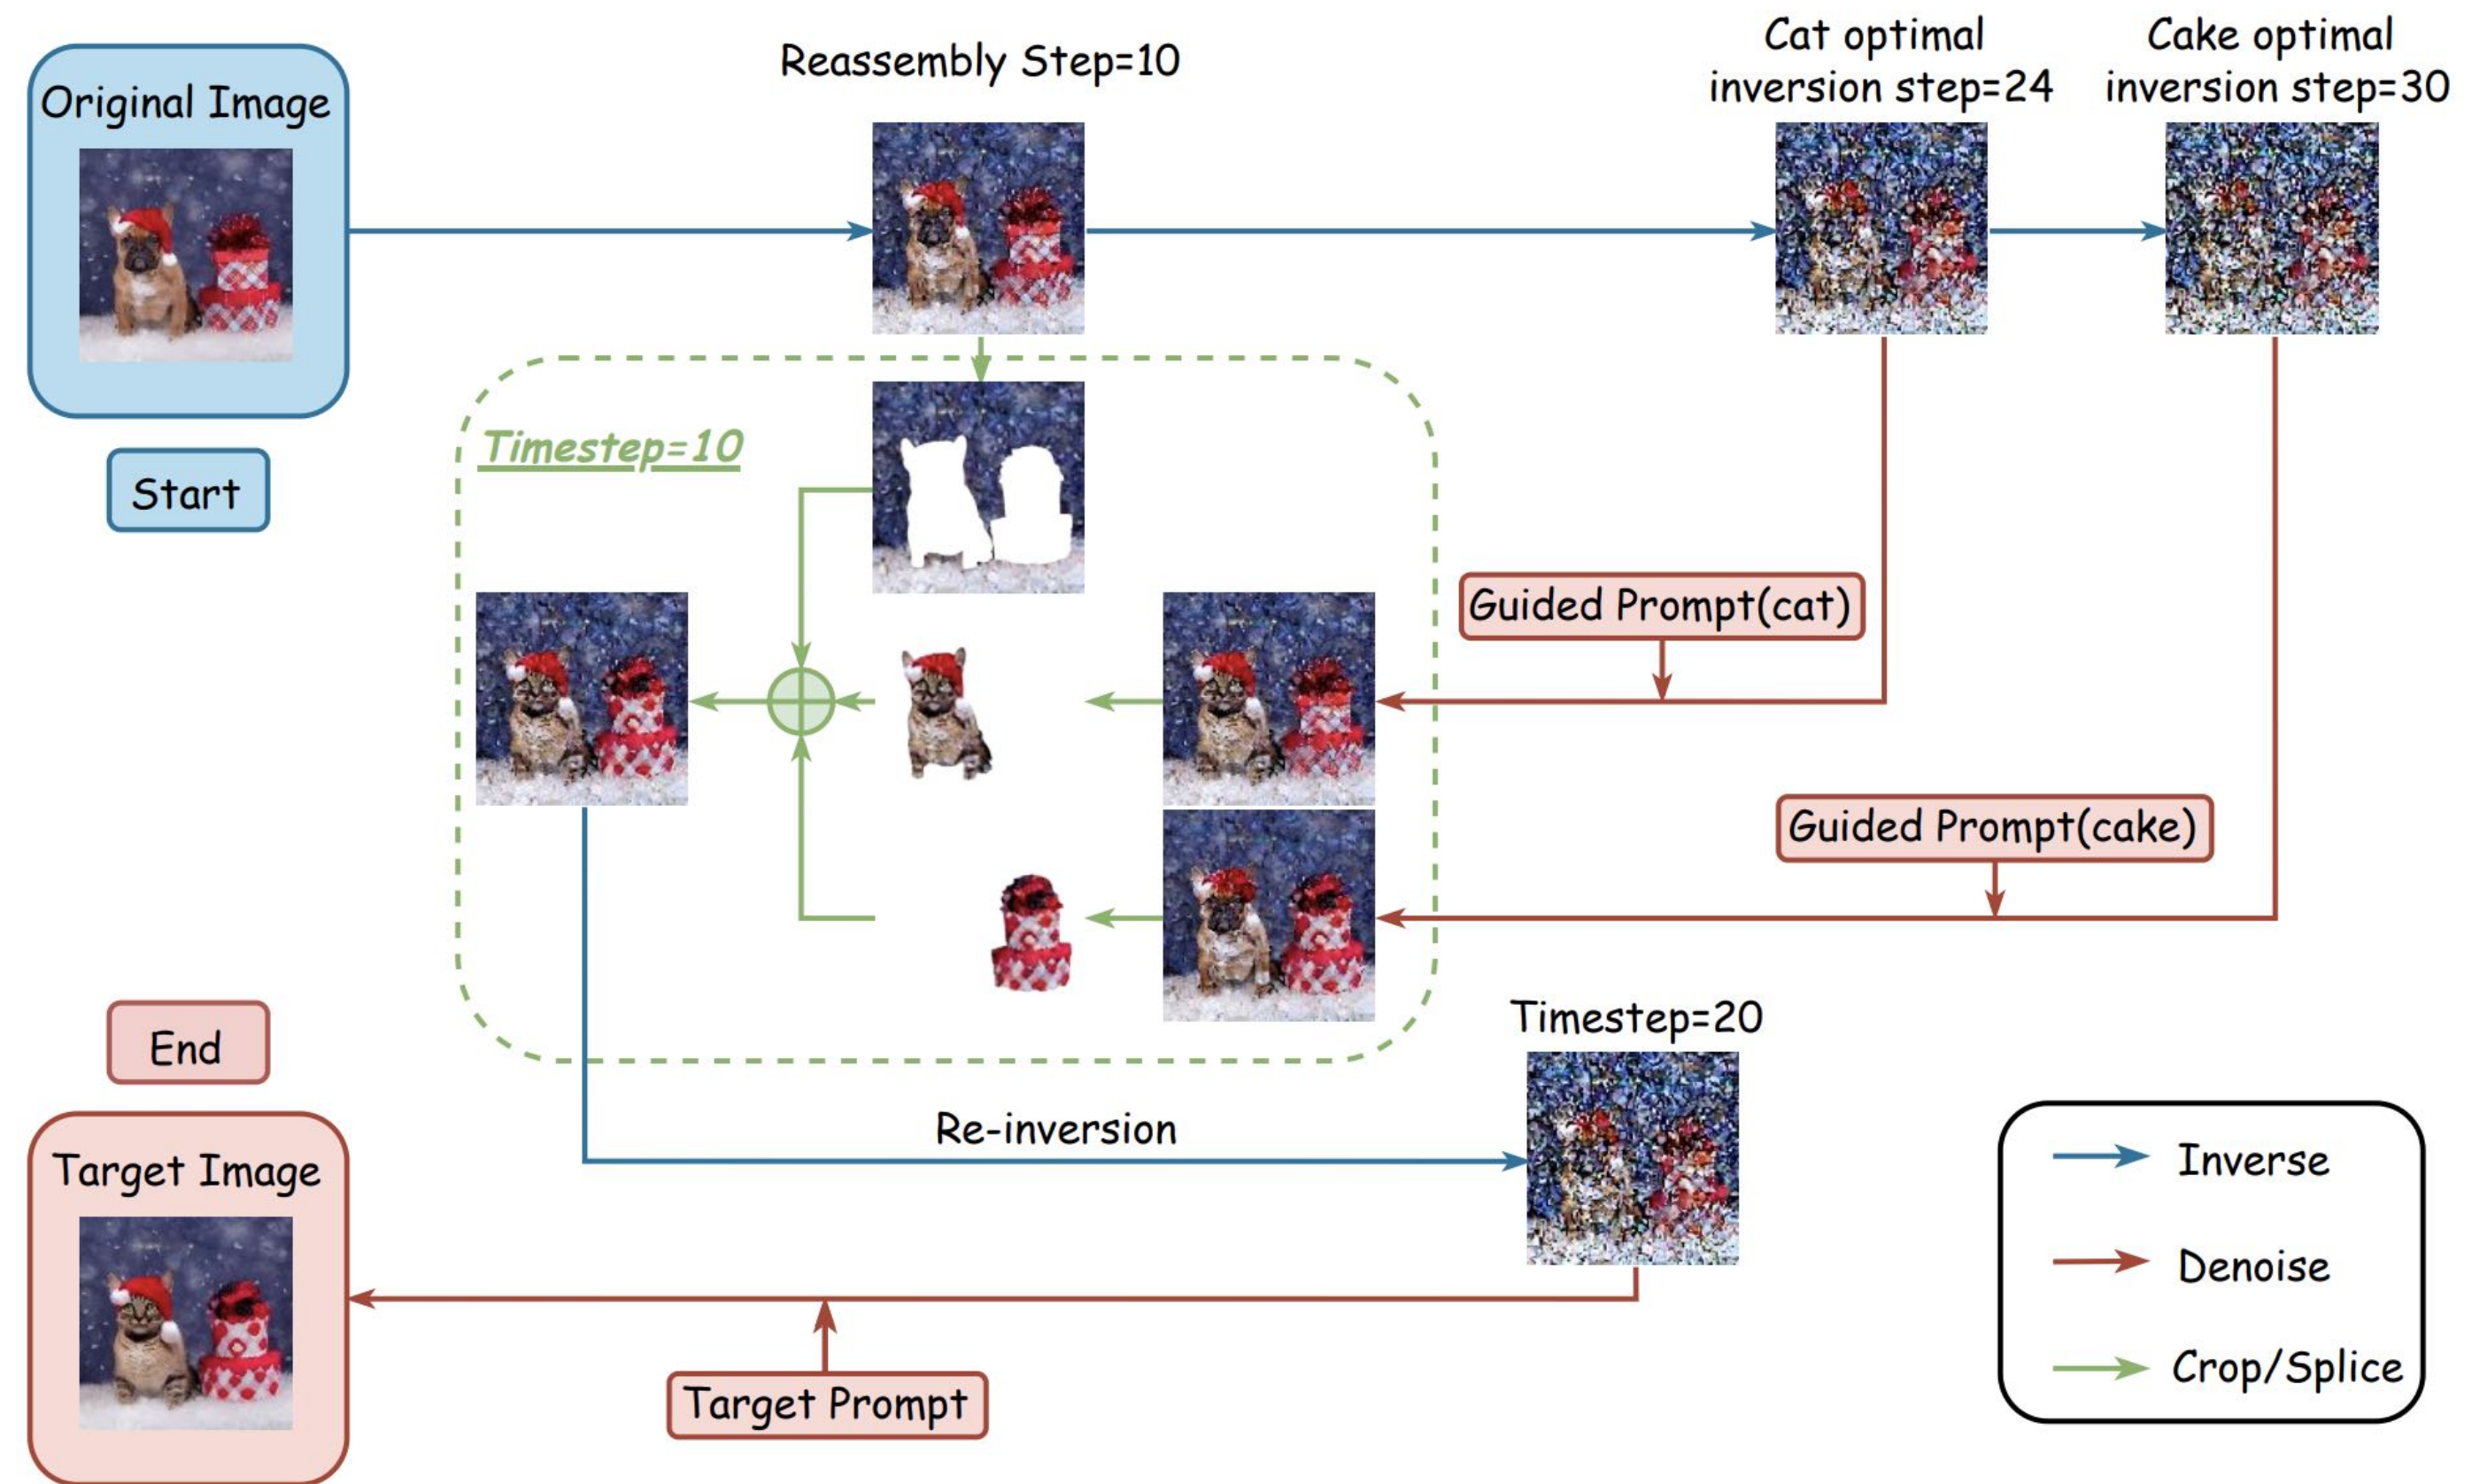 Original Image
Start
Reassembly Step=10
Cat optimal
inversion step=24
Cake optimal
inversion step=30
Timestep=10
Guided Prompt(cat)
Guided Prompt(cake)
Timestep=20
Re-inversion
End
Target Image
Target Prompt
Inverse
Denoise
Crop/Splice